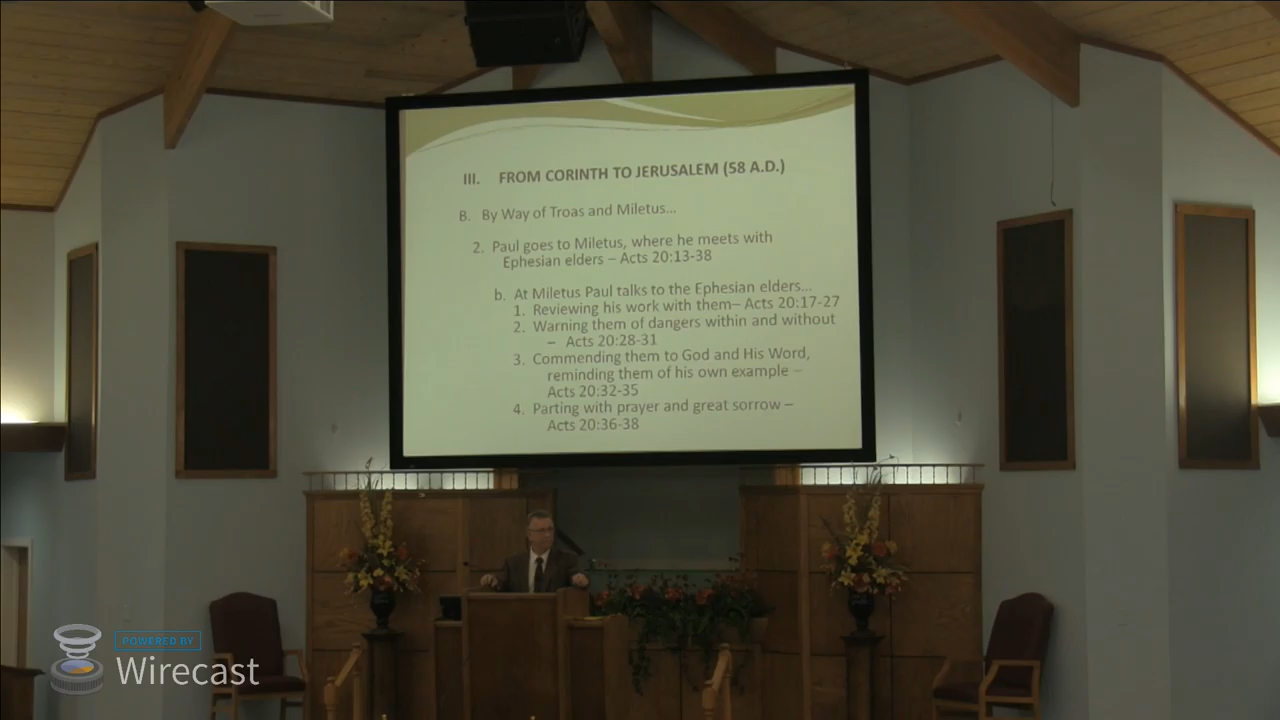 III. FROM CORINTH TO JERUSALEM (58 A.D.)
B. By Way of Troas and Miletus...
2. Paul goes to Miletus, where he meets with
Ephesian elders – Acts 20:13-38
b. At Miletus Paul talks to the Ephesian elders...
1. Reviewing his work with them– Acts 20:17-27
2. Warning them of dangers within and without
– Acts 20:28-31
3. Commending them to God and His Word,
reminding them of his own example –
Acts 20:32-35
4. Parting with prayer and great sorrow –
Acts 20:36-38
POWERED BY
Wirecast